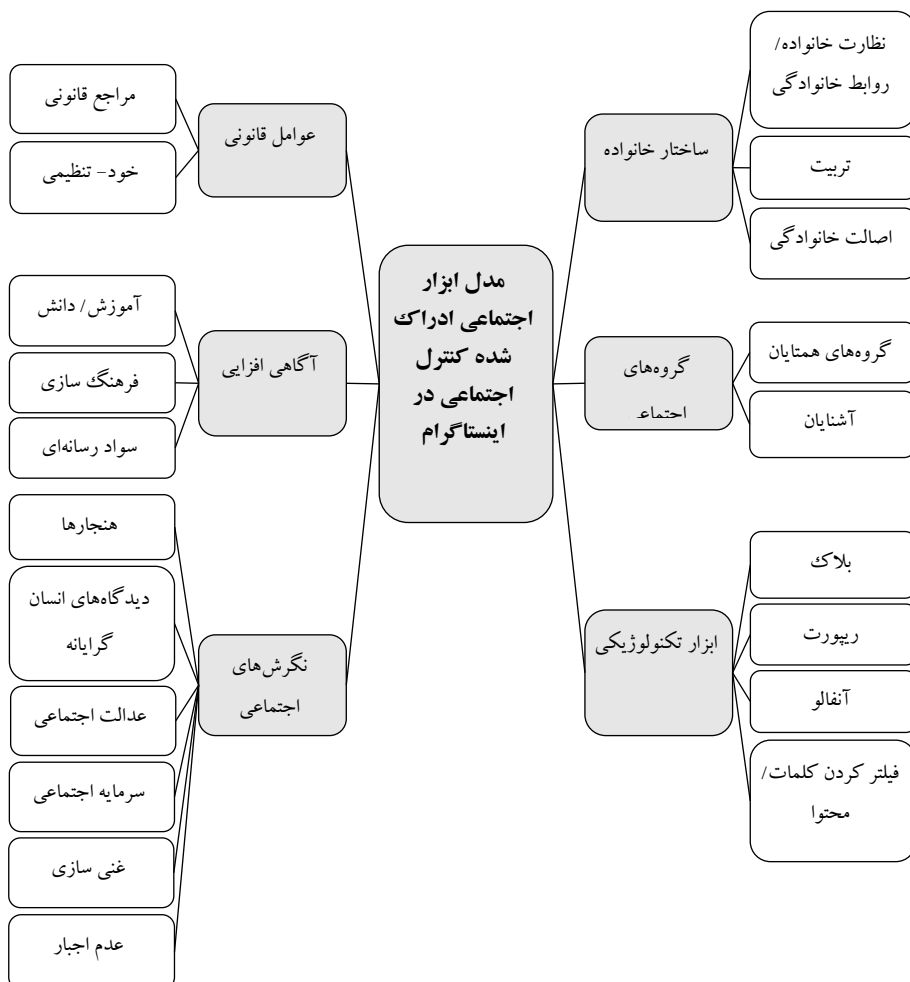 نظارت خانواده/
روابط خانوادگی
تربیت
اصالت خانوادگی
ساختار خانواده
گروه‌های همتایان
آشنایان
گروه‌های
اجتماعی
بلاک
ریپورت
آنفالو
فیلتر کردن کلمات/
محتوا
ابزار تکنولوژیکی
مدل ابزار
اجتماعی ادراک
شده کنترل
اجتماعی در
اینستاگرام
عوامل قانونی
مراجع قانونی
خود- تنظیمی
آگاهی افزایی
آموزش/ دانش
فرهنگ سازی
سواد رسانه‌ای
نگرش‌های
اجتماعی
هنجارها
دیدگاه‌های انسان
گرایانه
عدالت اجتماعی
سرمایه اجتماعی
غنی سازی
عدم اجبار